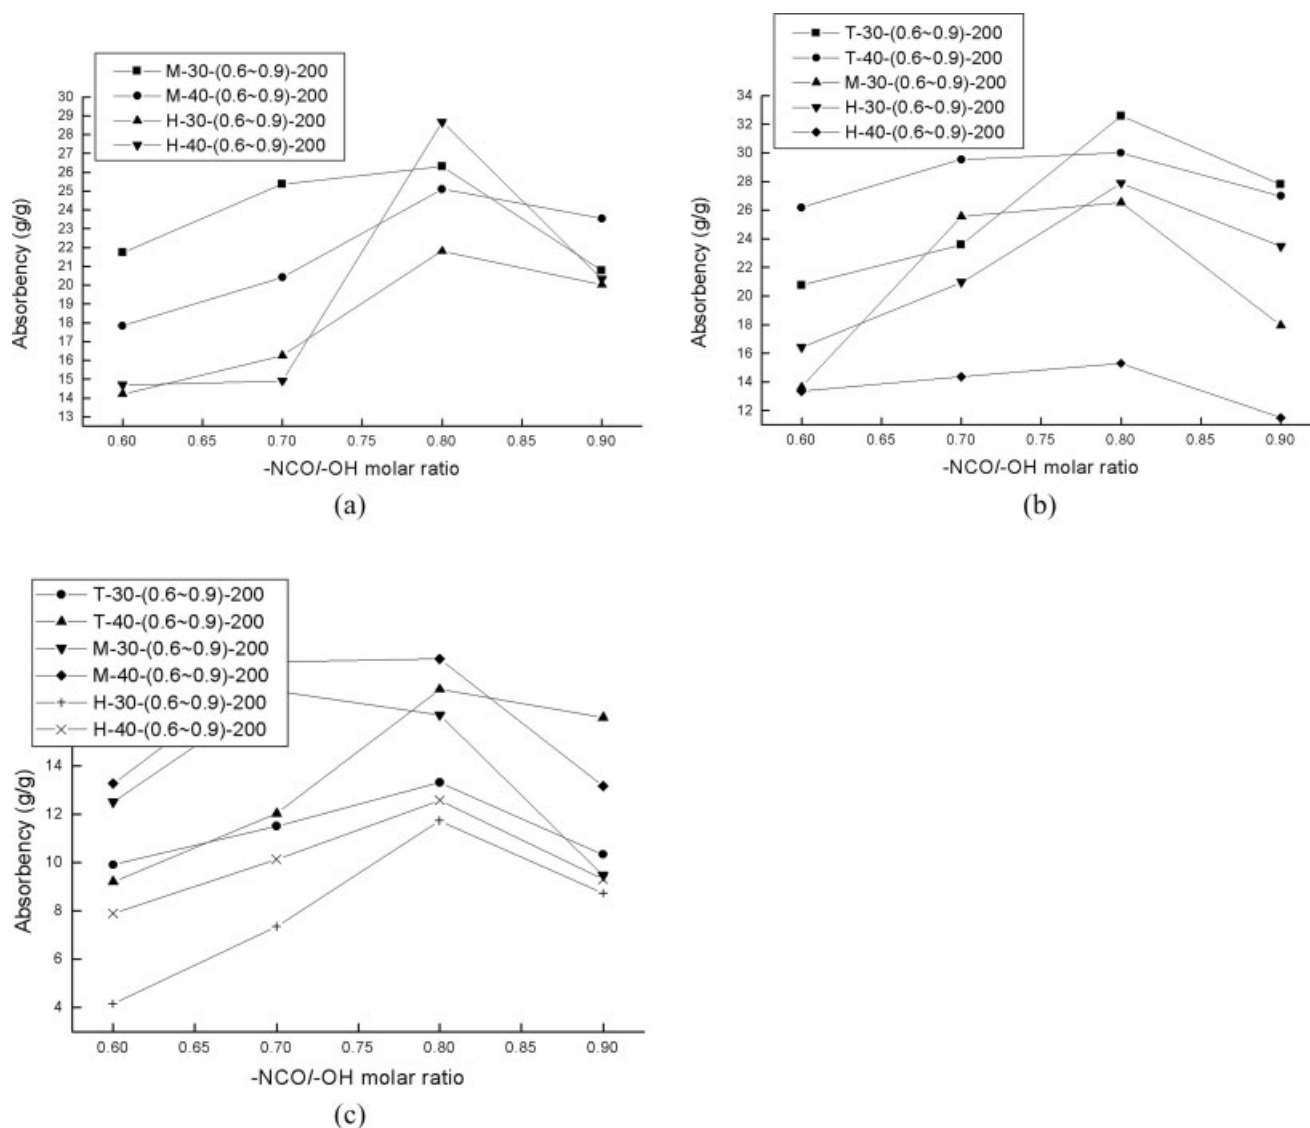 M-30-(0.6~0.9)-200
M-40-(0.6~0.9)-200
H-30-(0.6~0.9)-200
H-40-(0.6~0.9)-200
30
29
28
27
26
25
24
23
22
21
20
19
18
17
16
15
14
13
Absorbency (g/g)
0.60 0.65 0.70 0.75 0.80 0.85 0.90
-NCO/-OH molar ratio
(a)
T-30-(0.6~0.9)-200
T-40-(0.6~0.9)-200
M-30-(0.6~0.9)-200
H-30-(0.6~0.9)-200
H-40-(0.6~0.9)-200
34
32
30
28
26
24
22
20
18
16
14
12
Absorbency (g/g)
0.60 0.65 0.70 0.75 0.80 0.85 0.90
-NCO/-OH molar ratio
(b)
T-30-(0.6~0.9)-200
T-40-(0.6~0.9)-200
M-30-(0.6~0.9)-200
M-40-(0.6~0.9)-200
H-30-(0.6~0.9)-200
H-40-(0.6~0.9)-200
14
12
10
8
6
4
Absorbency (g/g)
0.60 0.65 0.70 0.75 0.80 0.85 0.90
-NCO/-OH molar ratio
(c)